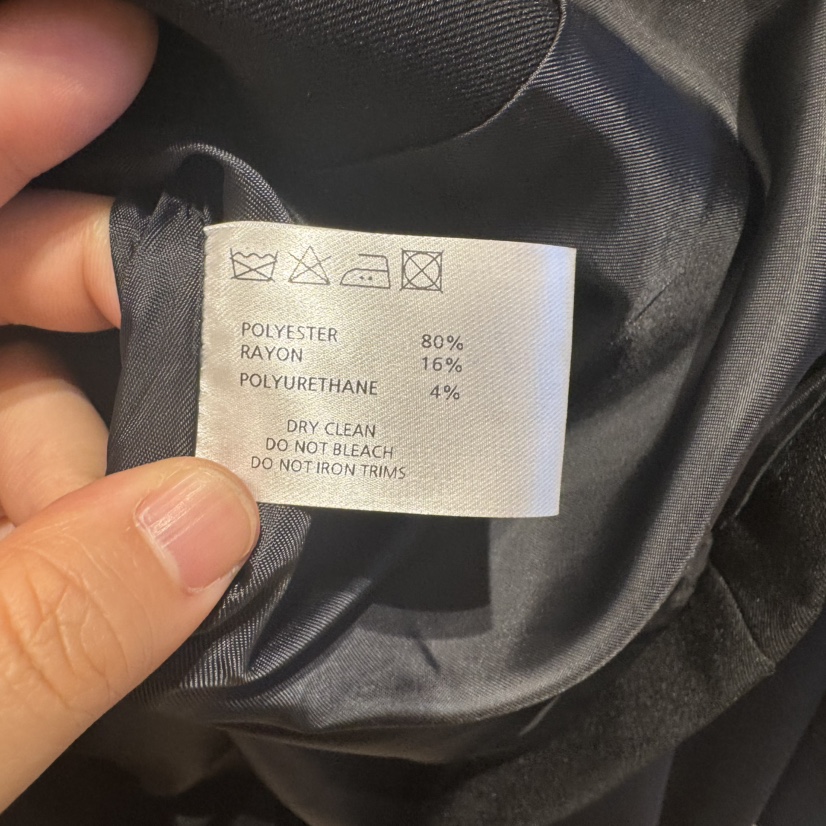 POLYESTER 80%
RAYON 16%
POLYURETHANE 4%
DRY CLEAN
DO NOT BLEACH
DO NOT IRON TRIMS